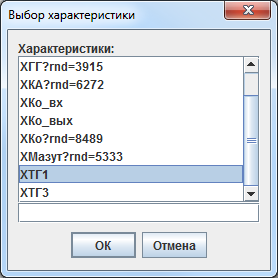 Выбор характеристики
Характеристики:
ХГГ?rnd=3915
ХКА?rnd=6272
ХКо_вх
ХКо_вых
ХКо?rnd=8489
ХМазут?rnd=5333
ХТГ1
ХТГ3
ОК
Отмена